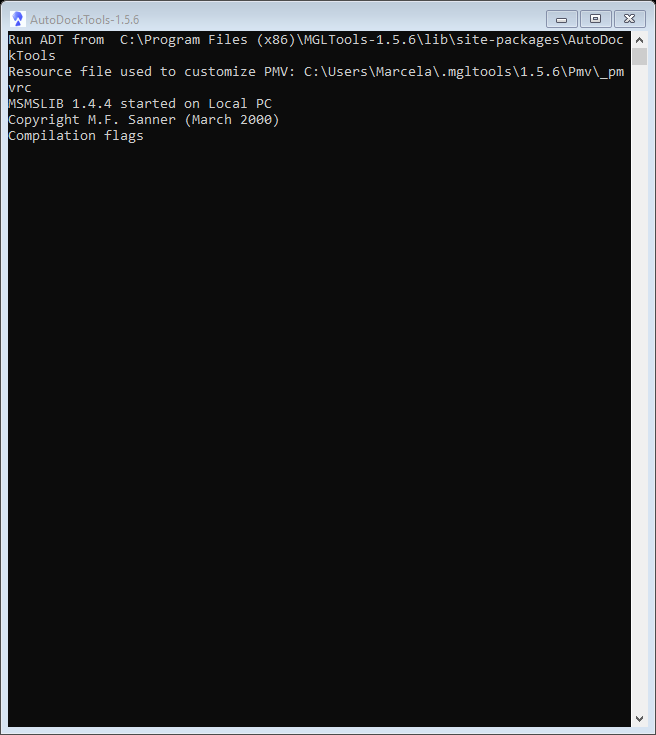 AutoDockTools-1.5.6
Run ADT from  C:\Program Files (x86)\MGLTools-1.5.6\lib\site-packages\AutoDoc
kTools
Resource file used to customize PMV: C:\Users\Marcela\.mgltools\1.5.6\Pmv\_pm
vrc
MSMSLIB 1.4.4 started on Local PC
Copyright M.F. Sanner (March 2000)
Compilation flags